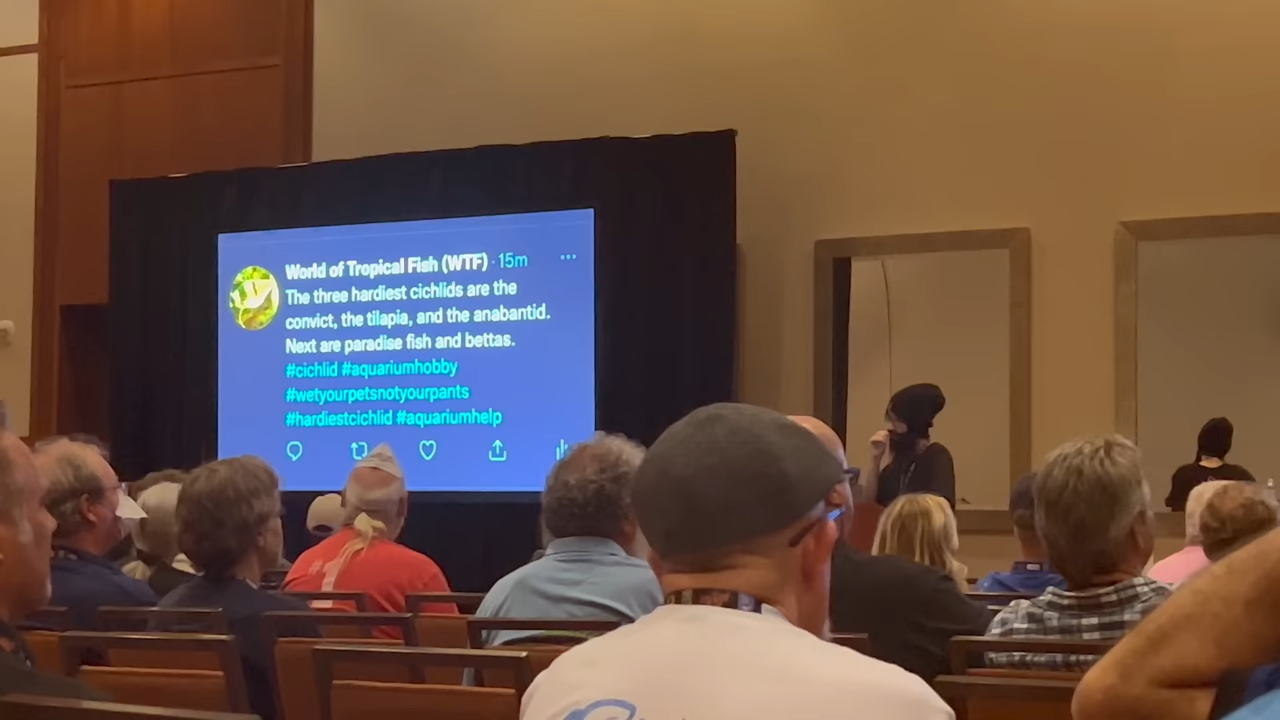 World of Tropical Fish (WTF) · 15m
The three hardiest cichlids are the
convict, the tilapia, and the anabantid.
Next are paradise fish and bettas.
#cichlid #aquariumhobby
#wetyourpetsnotyourpants
#hardiestcichlid #aquariumhelp